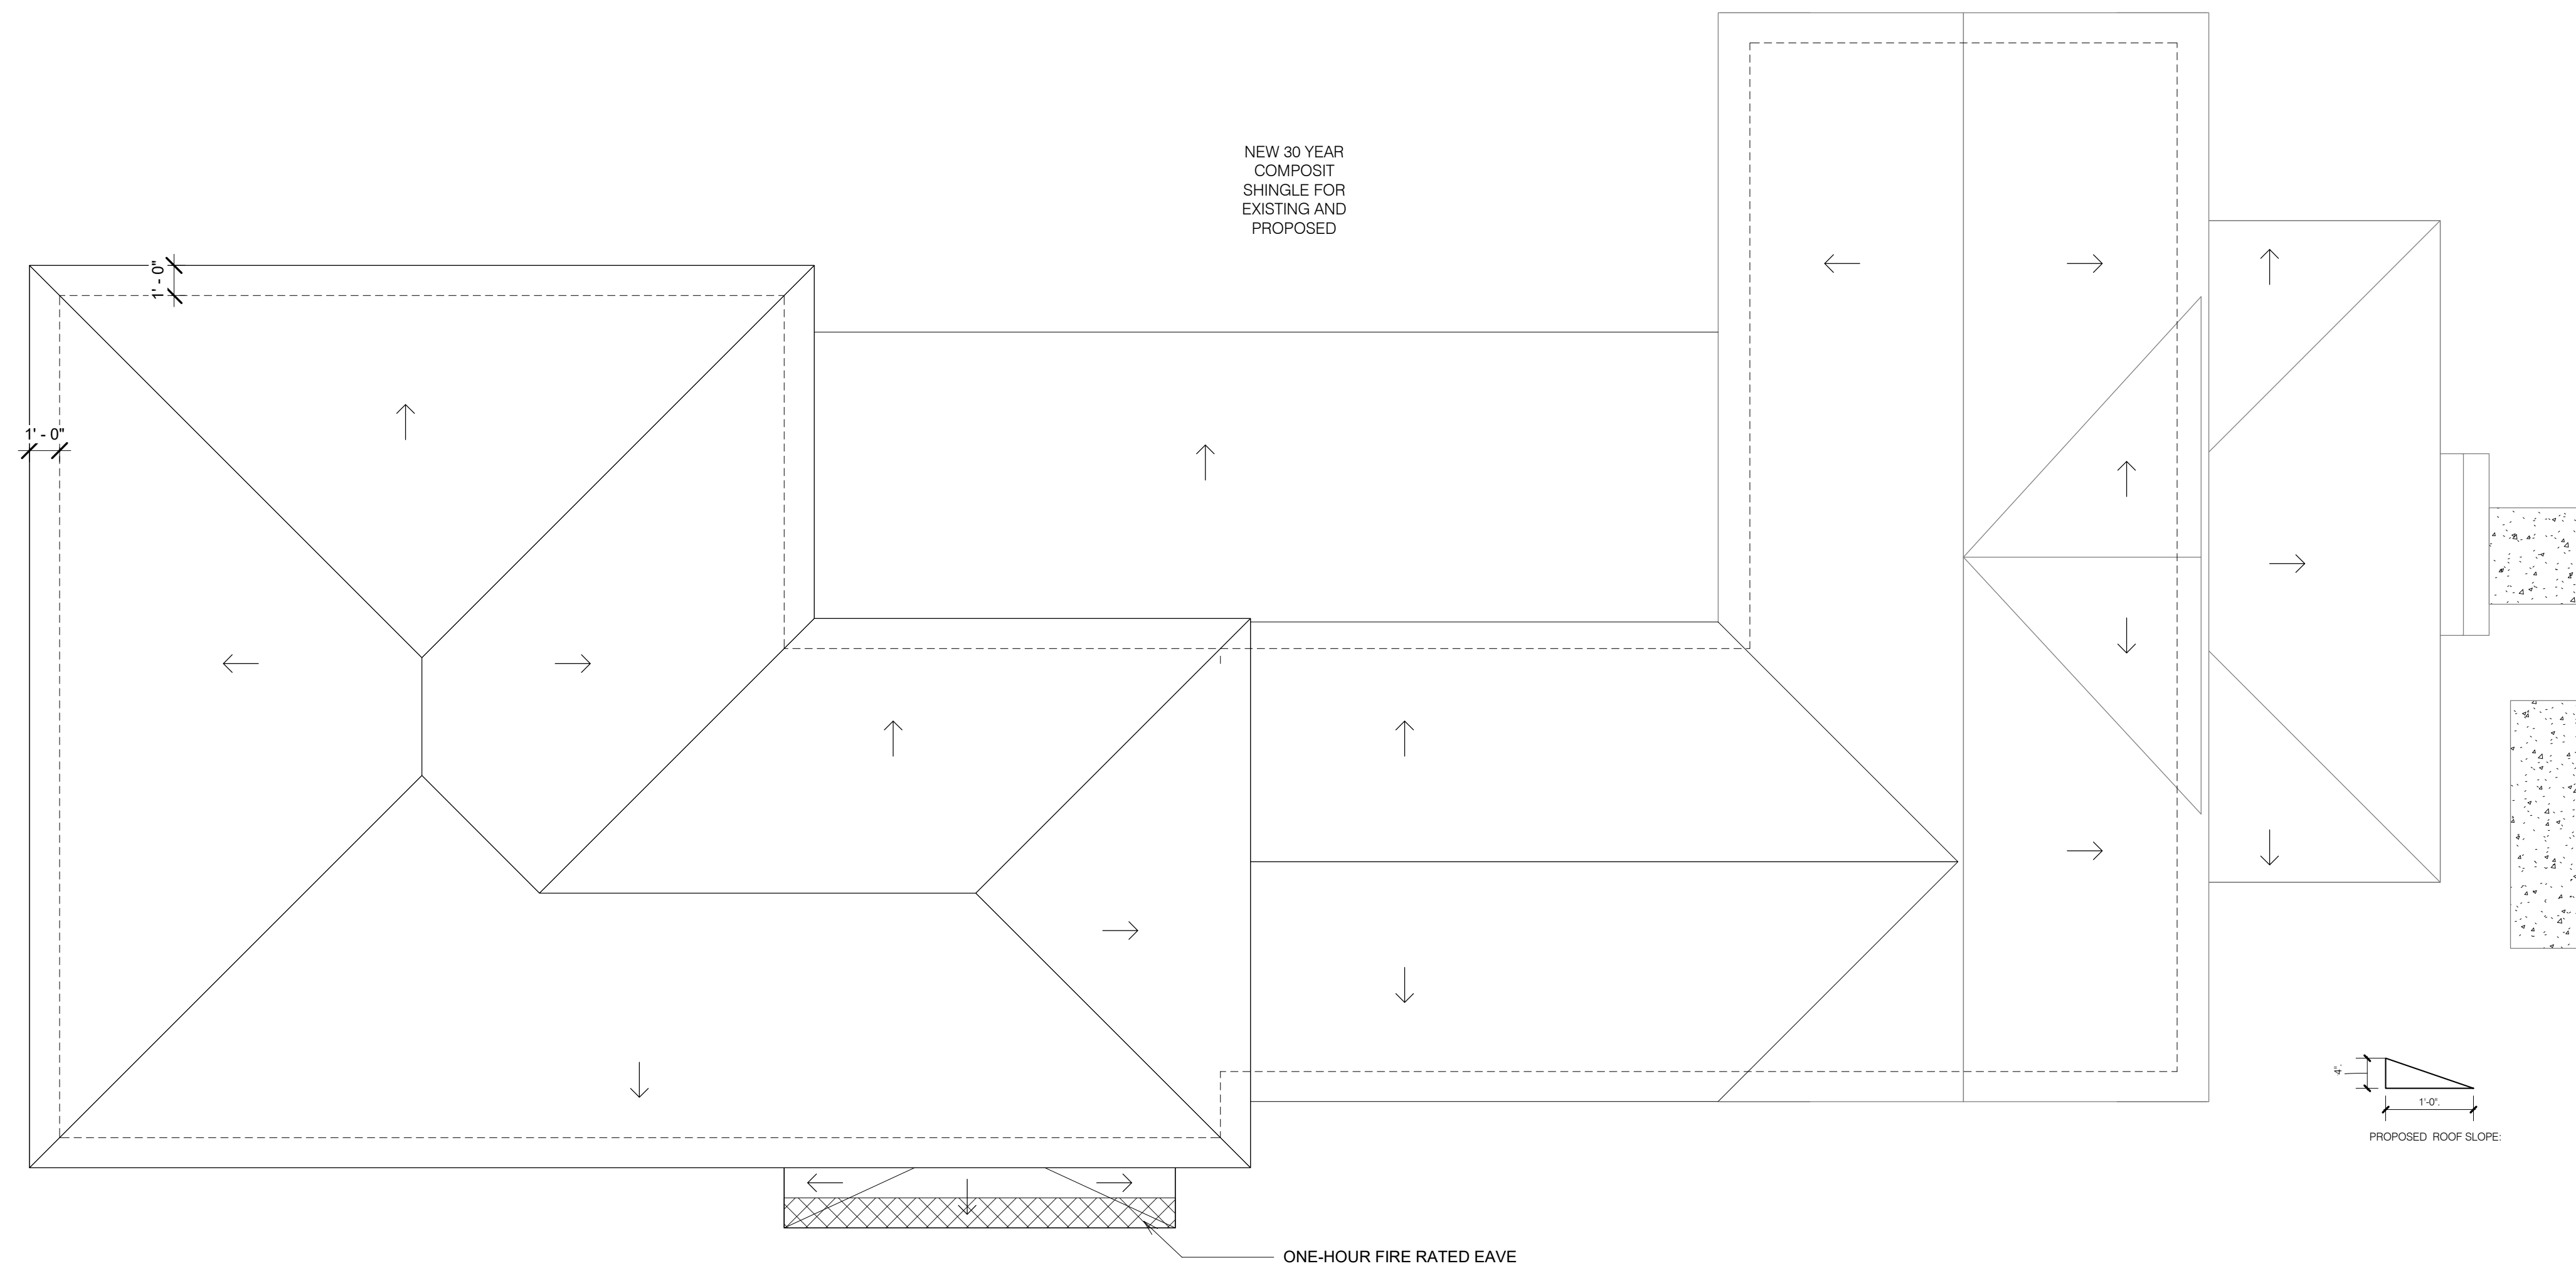 NEW 30 YEAR
COMPOSIT
SHINGLE FOR
EXISTING AND
PROPOSED
1' - 0"
1' - 0"
4".
1'-0".
PROPOSED ROOF SLOPE:
ONE-HOUR FIRE RATED EAVE